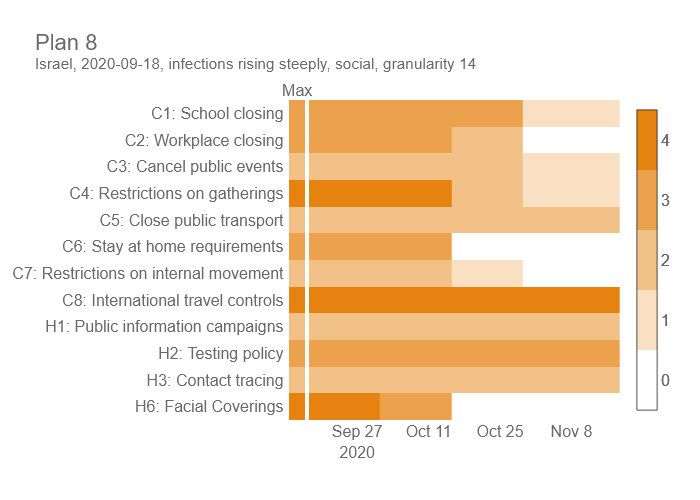 Plan 8
Israel, 2020-09-18, infections rising steeply, social, granularity 14
Max
C1: School closing
C2: Workplace closing
C3: Cancel public events
C4: Restrictions on gatherings
C5: Close public transport
C6: Stay at home requirements
C7: Restrictions on internal movement
C8: International travel controls
H1: Public information campaigns
H2: Testing policy
H3: Contact tracing
H6: Facial Coverings
Sep 27 Oct 11 Oct 25 Nov 8
2020
4
3
2
1
0